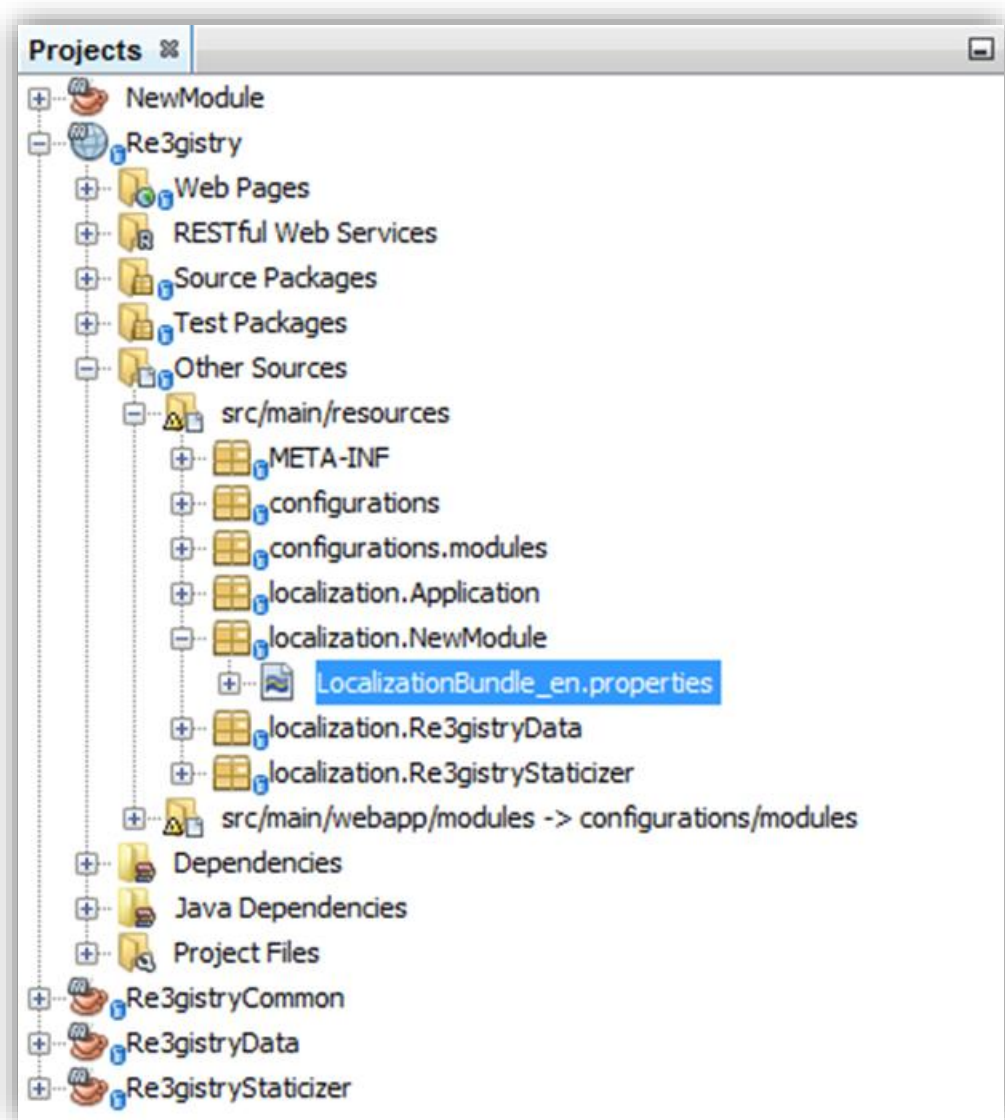 Projects
NewModule
Re3gistry
Web Pages
RESTful Web Services
Source Packages
Test Packages
Other Sources
src/main/resources
META-INF
configurations
configurations.modules
localization.Application
localization.NewModule
LocalizationBundle_en.properties
localization.Re3gistryData
localization.Re3gistryStaticizer
src/main/webapp/modules -> configurations/modules
Dependencies
Java Dependencies
Project Files
Re3gistryCommon
Re3gistryData
Re3gistryStaticizer